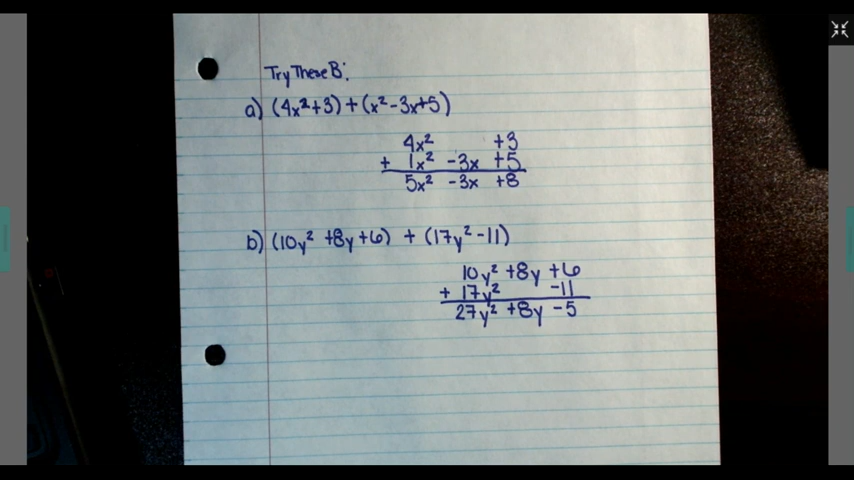 Try These B:
a) (4x²+3) + (x²-3x+5)
4x² +3
+ 1x² -3x +5
5x² -3x +8
b) (10y² +8y+6) + (17y²-11)
10y² +8y +6
+ 17y² -11
27y² +8y -5